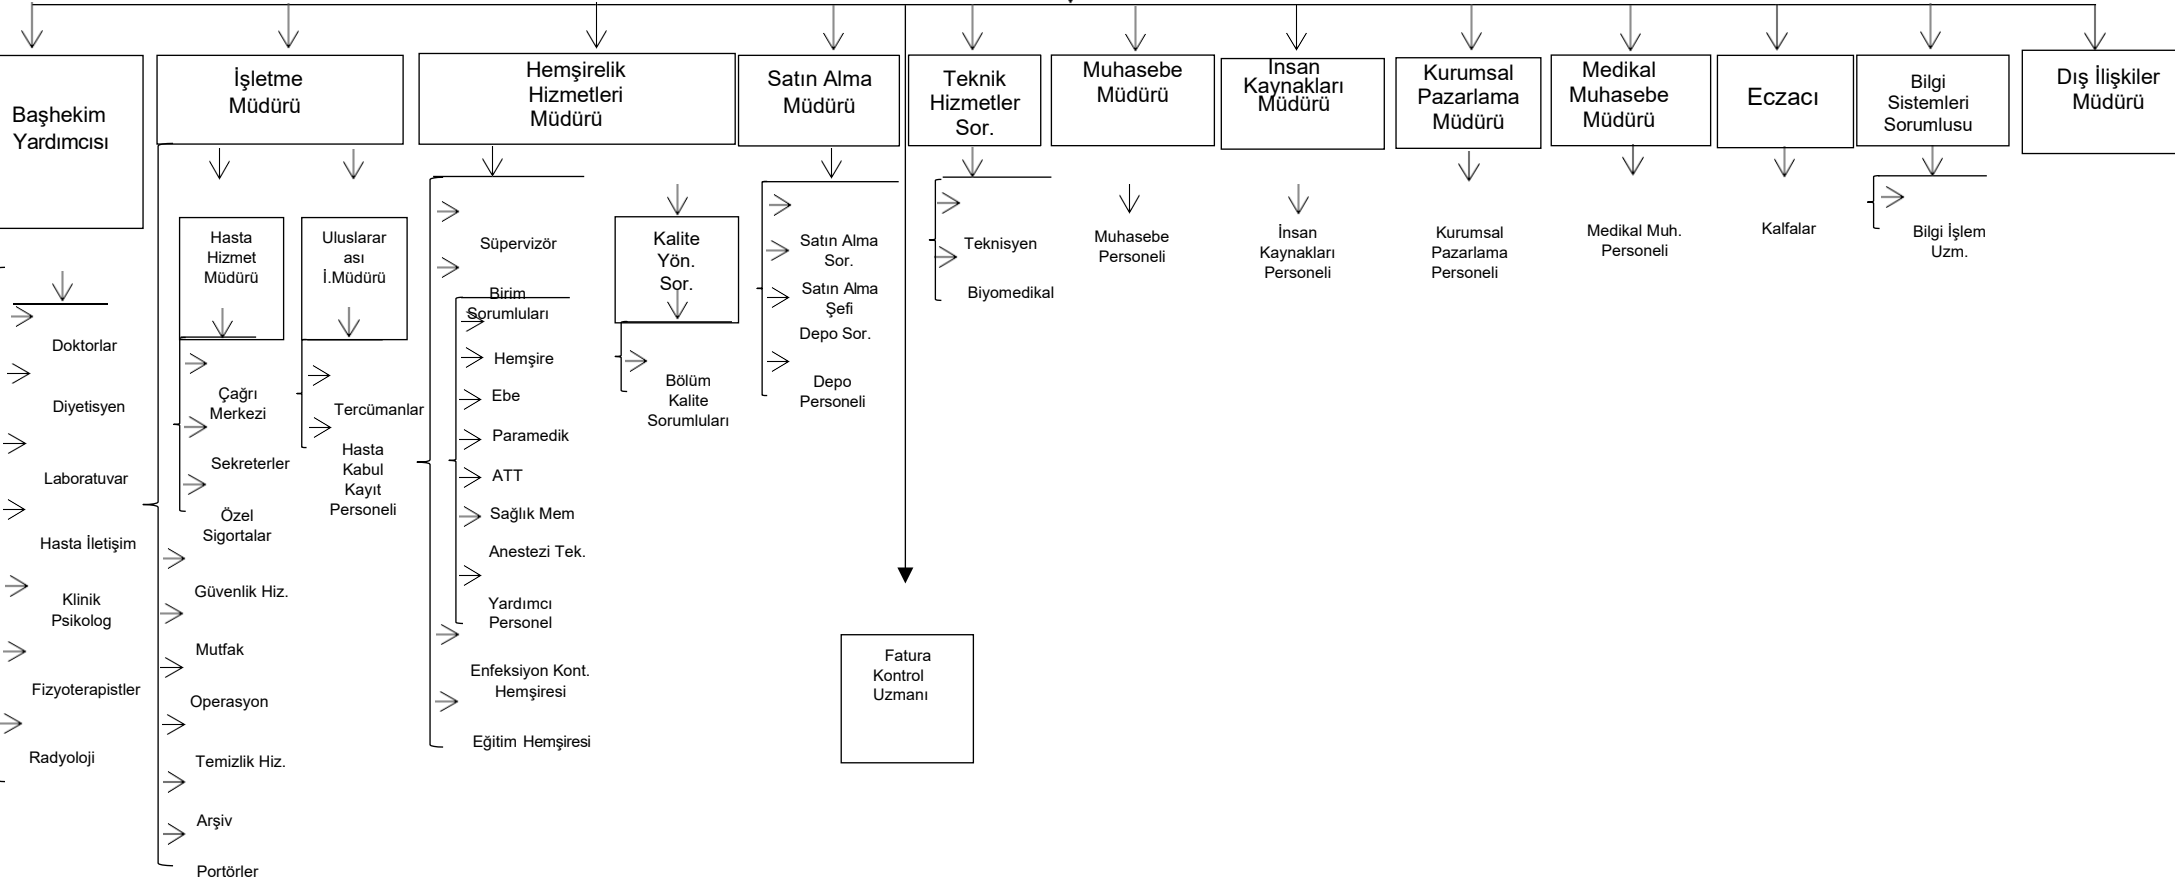 Başhekim
Yardımcısı
İşletme
Müdürü
Hemşirelik
Hizmetleri
Müdürü
Satın Alma
Müdürü
Teknik
Hizmetler
Sor.
Muhasebe
Müdürü
İnsan
Kaynakları
Müdürü
Kurumsal
Pazarlama
Müdürü
Medikal
Muhasebe
Müdürü
Eczacı
Bilgi
Sistemleri
Sorumlusu
Dış İlişkiler
Müdürü
Doktorlar
Diyetisyen
Laboratuvar
Hasta İletişim
Klinik
Psikolog
Fizyoterapistler
Radyoloji
Hasta
Hizmet
Müdürü
Çağrı
Merkezi
Sekreterler
Özel
Sigortalar
Uluslarar
ası
İ.Müdürü
Tercümanlar
Hasta
Kabul
Kayıt
Personeli
Güvenlik Hiz.
Mutfak
Operasyon
Temizlik Hiz.
Arşiv
Portörler
Süpervizör
Birim
Sorumluları
Hemşire
Ebe
Paramedik
ATT
Sağlık Mem
Anestezi Tek.
Yardımcı
Personel
Enfeksiyon Kont.
Hemşiresi
Eğitim Hemşiresi
Kalite
Yön.
Sor.
Bölüm
Kalite
Sorumluları
Satın Alma
Sor.
Satın Alma
Şefi
Depo Sor.
Depo
Personeli
Fatura
Kontrol
Uzmanı
Teknisyen
Biyomedikal
Muhasebe
Personeli
İnsan
Kaynakları
Personeli
Kurumsal
Pazarlama
Personeli
Medikal Muh.
Personeli
Kalfalar
Bilgi İşlem
Uzm.